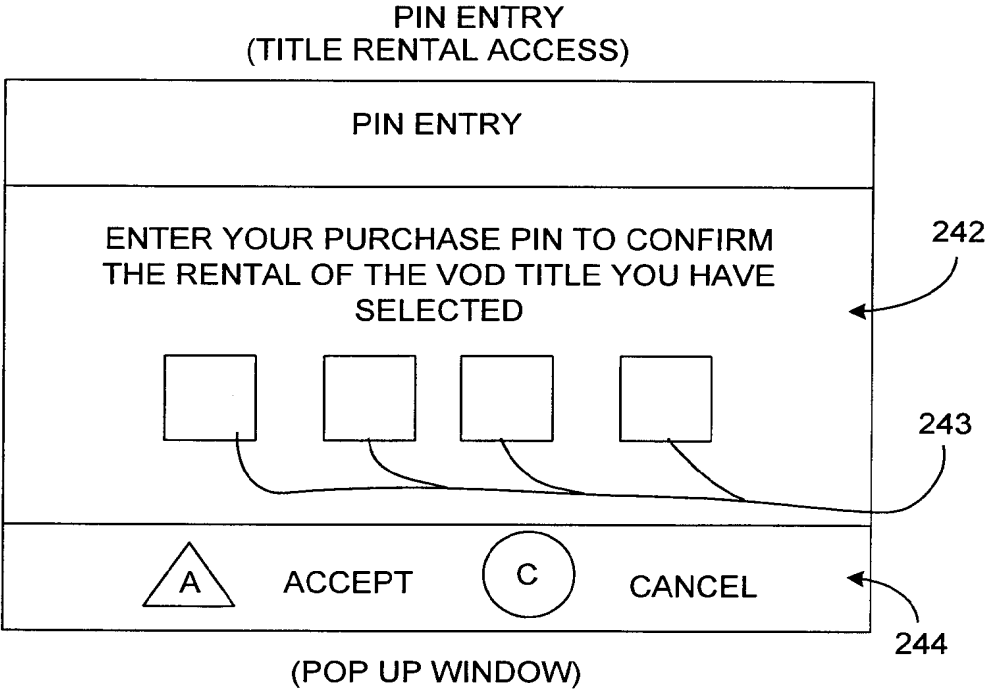 PIN ENTRY
(TITLE RENTAL ACCESS)
PIN ENTRY
ENTER YOUR PURCHASE PIN TO CONFIRM
THE RENTAL OF THE VOD TITLE YOU HAVE
SELECTED
242
243
A ACCEPT C CANCEL
244
(POP UP WINDOW)